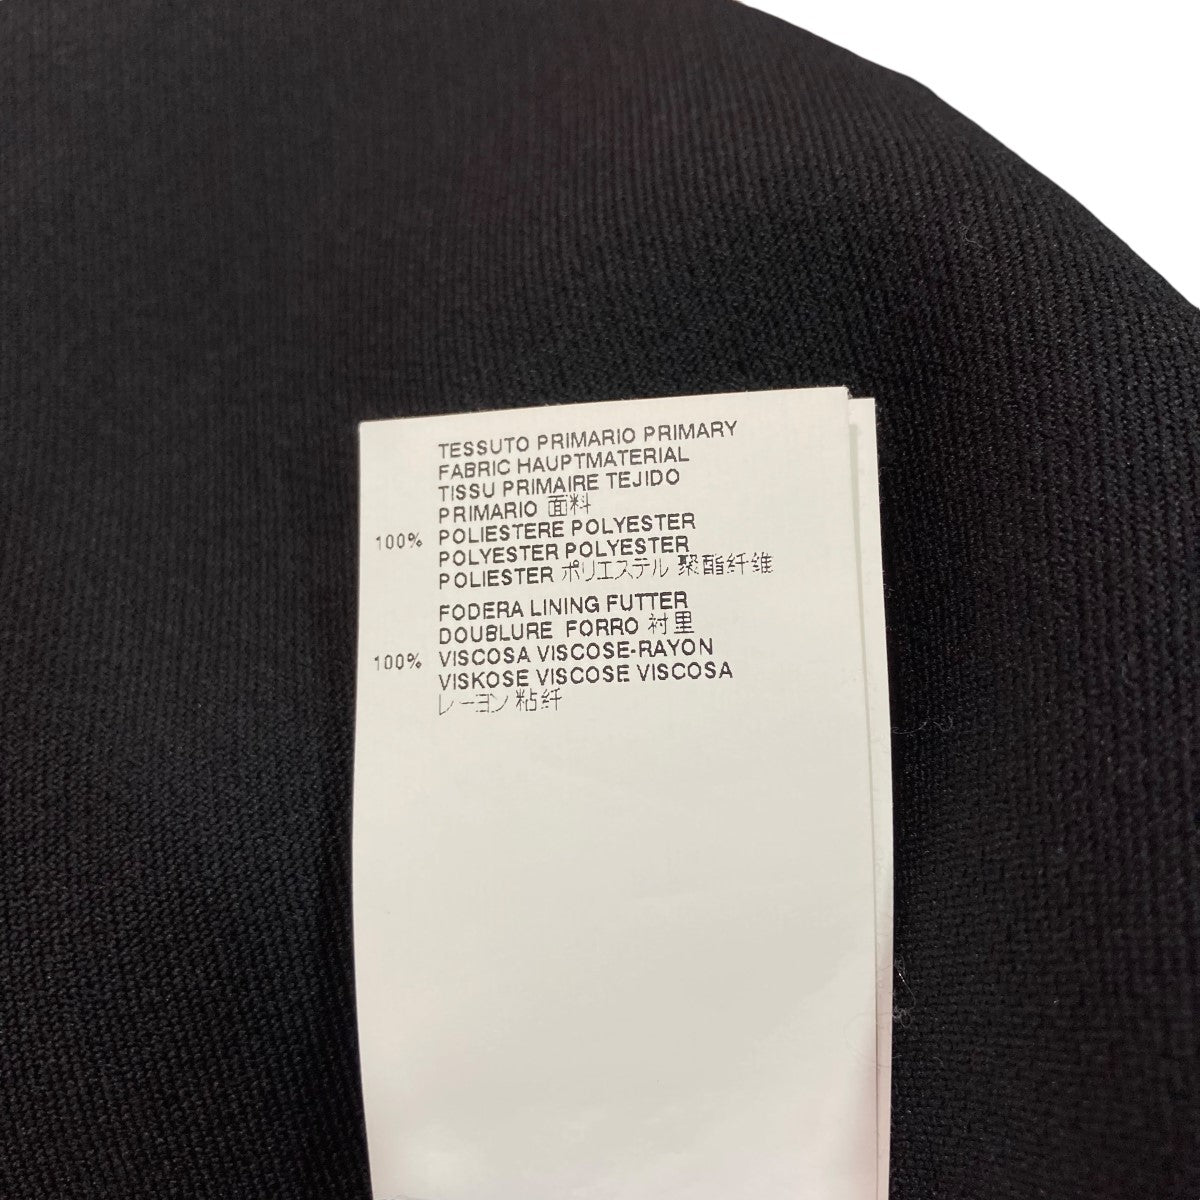 TESSUTO PRIMARIO PRIMARY
FABRIC HAUPTMATERIAL
TISSU PRIMAIRE TEJIDO
PRIMARIO 面料
100% POLIESTERE POLYESTER
POLYESTER POLYESTER
POLIESTER ポリエステル 聚酯纤维
FODERA LINING FUTTER
DOUBLURE FORRO 衬里
100% VISCOSA VISCOSE-RAYON
VISKOSE VISCOSE VISCOSA
レーヨン 粘纤